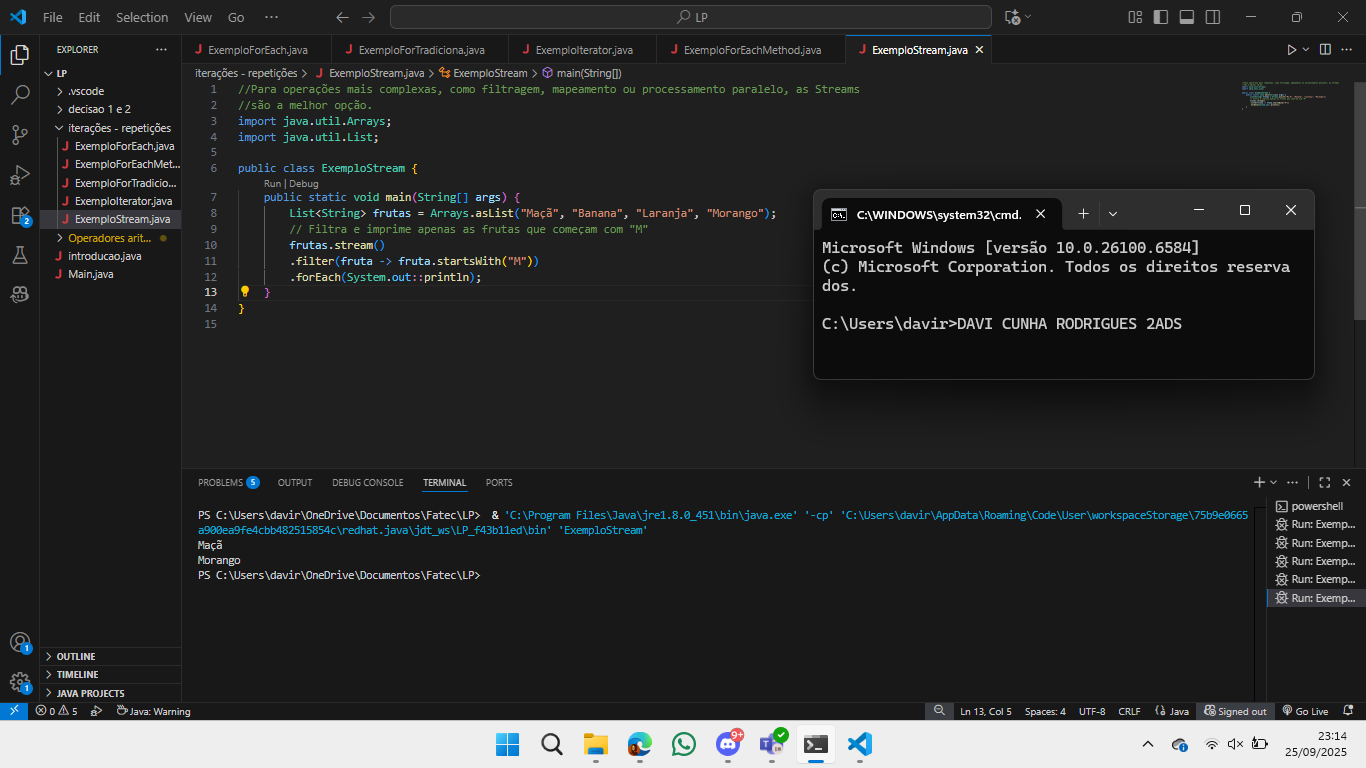 File Edit Selection View Go ··· LP
EXPLORER ···
LP
.vscode
decisao 1 e 2
iterações - repetições
ExemploForEach.java
ExemploForEachMet...
ExemploForTradicio...
ExemploIterator.java
ExemploStream.java
Operadores arit...
introducao.java
Main.java
OUTLINE
TIMELINE
JAVA PROJECTS
2
1
1
ExemploForEach.java ExemploForTradiciona.java ExemploIterator.java ExemploForEachMethod.java ExemploStream.java
iterações - repetições > ExemploStream.java > ExemploStream > main(String[])
1 //Para operações mais complexas, como filtragem, mapeamento ou processamento paralelo, as Streams
2 //são a melhor opção.
3 import java.util.Arrays;
4 import java.util.List;
5
6 public class ExemploStream {
Run | Debug
7 public static void main(String[] args) {
8 List<String> frutas = Arrays.asList("Maçã", "Banana", "Laranja", "Morango");
9 // Filtra e imprime apenas as frutas que começam com "M"
10 frutas.stream()
11 .filter(fruta -> fruta.startsWith("M"))
12 .forEach(System.out::println);
13 }
14 }
15
C:\WINDOWS\system32\cmd.
Microsoft Windows [versão 10.0.26100.6584]
(c) Microsoft Corporation. Todos os direitos reserva
dos.
C:\Users\davir>DAVI CUNHA RODRIGUES 2ADS
PROBLEMS 5 OUTPUT DEBUG CONSOLE TERMINAL PORTS
PS C:\Users\davir\OneDrive\Documentos\Fatec\LP> & 'C:\Program Files\Java\jre1.8.0_451\bin\java.exe' '-cp' 'C:\Users\davir\AppData\Roaming\Code\User\workspaceStorage\75b9e0665
a900ea9fe4cbb482515854c\redhat.java\jdt_ws\LP_f43b11ed\bin' 'ExemploStream'
Maçã
Morango
PS C:\Users\davir\OneDrive\Documentos\Fatec\LP>
powershell
Run: Exemp...
Run: Exemp...
Run: Exemp...
Run: Exemp...
Run: Exemp...
0 5 Java: Warning Ln 13, Col 5 Spaces: 4 UTF-8 CRLF Java Signed out Go Live
9+
23:14
25/09/2025